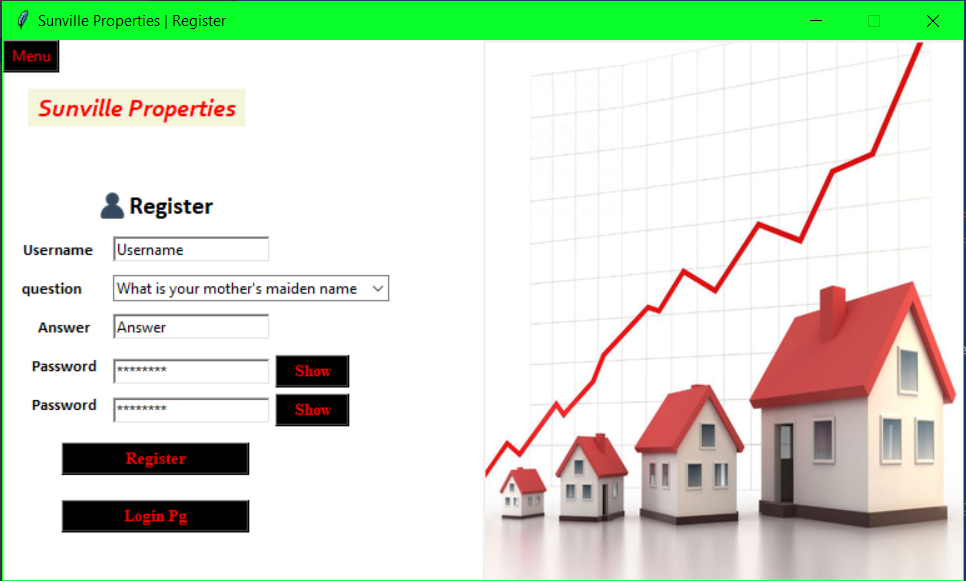 Sunville Properties | Register
Menu
Sunville Properties
Register
Username Username
question What is your mother's maiden name
Answer Answer
Password ******** Show
Password ******** Show
Register
Login Pg